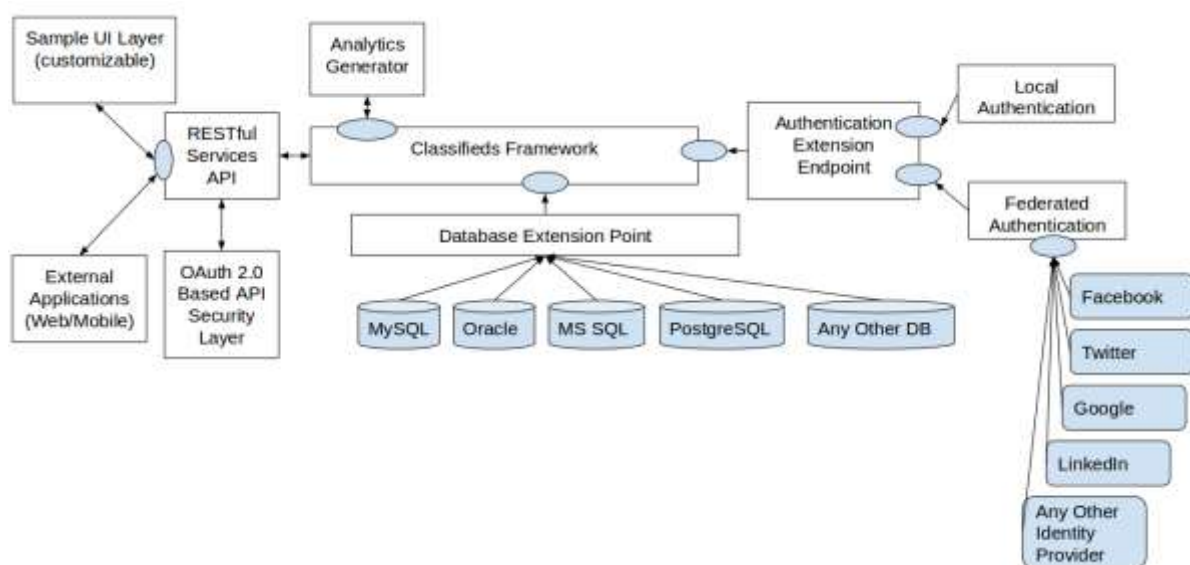 Sample UI Layer
(customizable)
Analytics
Generator
RESTful
Services
API
Classifieds Framework
Authentication
Extension
Endpoint
Local
Authentication
Federated
Authentication
Database Extension Point
External
Applications
(Web/Mobile)
OAuth 2.0
Based API
Security
Layer
MySQL
Oracle
MS SQL
PostgreSQL
Any Other DB
Facebook
Twitter
Google
LinkedIn
Any Other
Identity
Provider